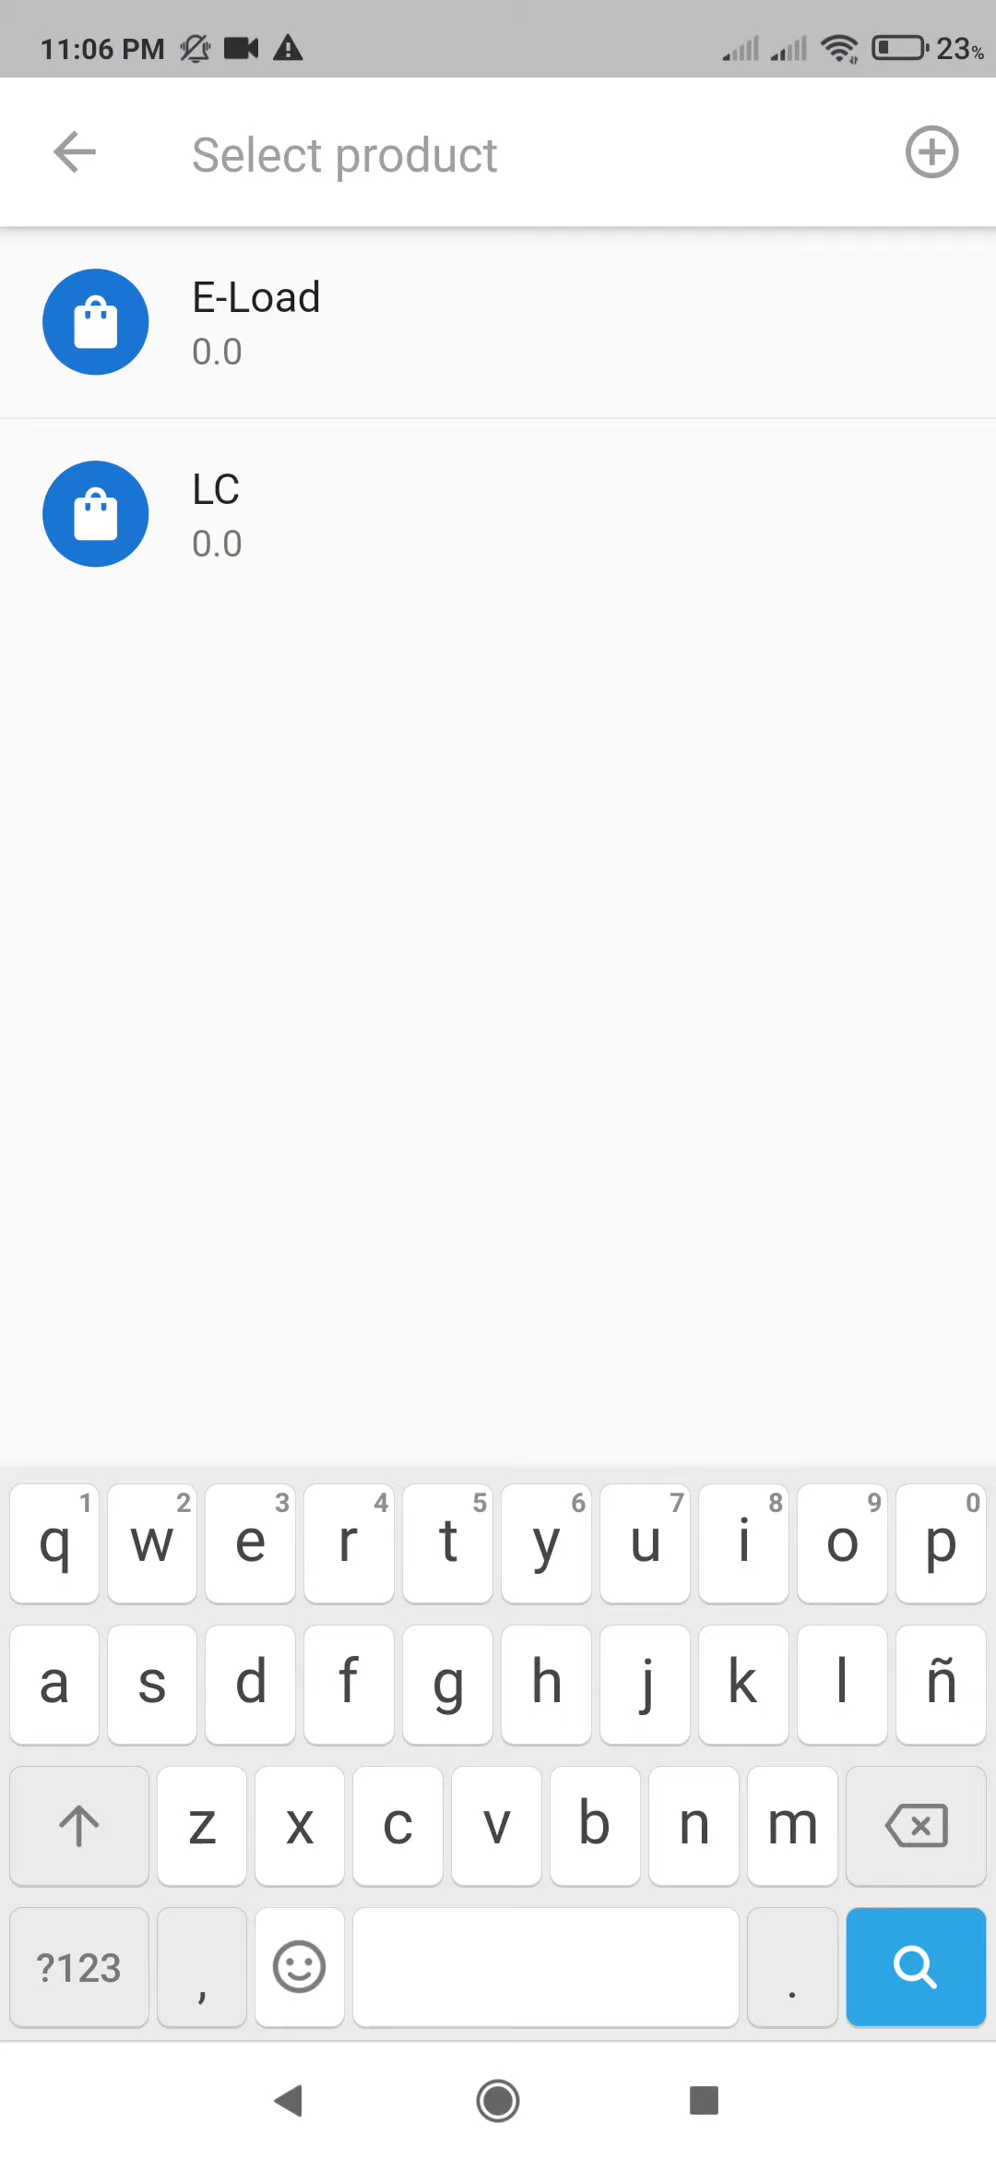 11:06 PM 23%
Select product
E-Load
0.0
LC
0.0
1 2 3 4 5 6 7 8 9 0
q w e r t y u i o p
a s d f g h j k l ñ
z x c v b n m
?123 , .